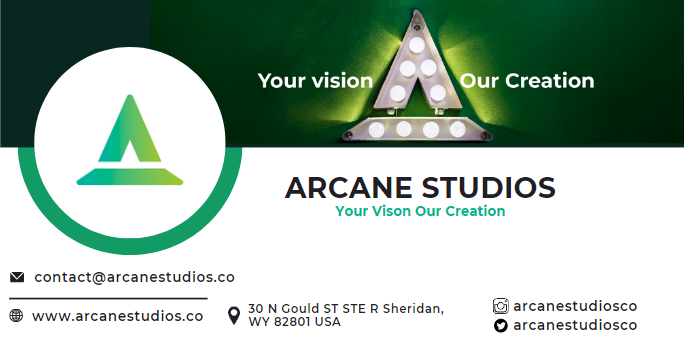 Your vision Our Creation
ARCANE STUDIOS
Your Vison Our Creation
contact@arcanestudios.co
www.arcanestudios.co
30 N Gould ST STE R Sheridan,
WY 82801 USA
arcanestudiosco
arcanestudiosco